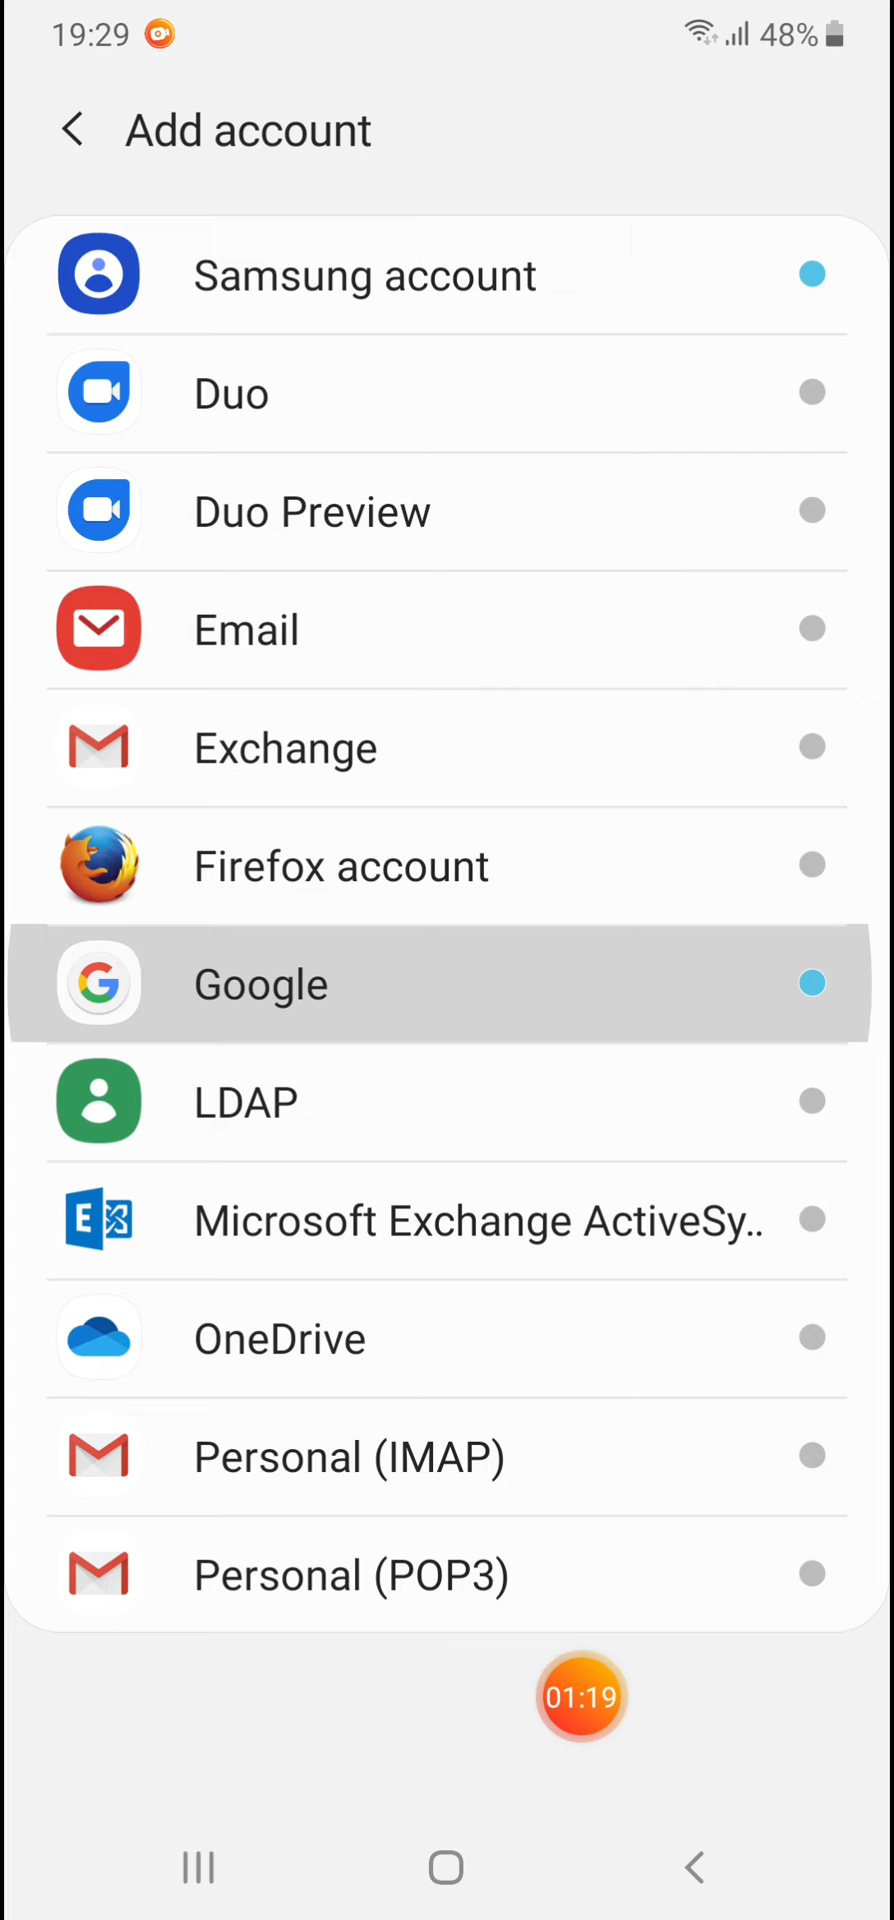 19:29 48%
Add account
Samsung account
Duo
Duo Preview
Email
Exchange
Firefox account
Google
LDAP
Microsoft Exchange ActiveSy..
OneDrive
Personal (IMAP)
Personal (POP3)
01:19